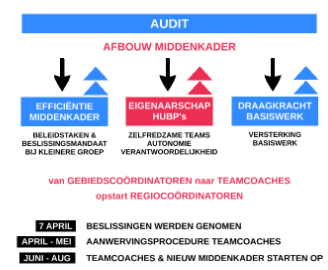 AUDIT
AFBOUW MIDDENKADER
EFFICIËNTIE
MIDDENKADER
EIGENAARSCHAP
HUBP's
DRAAGKRACHT
BASISWERK
BELEIDSTAKEN &
BESLISSINGSMANDAAT
BIJ KLEINERE GROEP
ZELFREDZAME TEAMS
AUTONOMIE
VERANTWOORDELIJKHEID
VERSTERKING
BASISWERK
van GEBIEDSCOÖRDINATOREN naar TEAMCOACHES
opstart REGIOCOÖRDINATOREN
7 APRIL BESLISSINGEN WERDEN GENOMEN
APRIL - MEI AANWERVINGSPROCEDURE TEAMCOACHES
JUNI - AUG TEAMCOACHES & NIEUW MIDDENKADER STARTEN OP